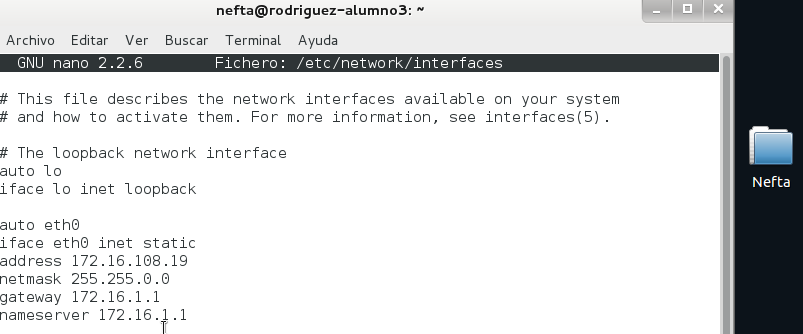 nefta@rodriguez-alumno3: ~
Archivo Editar Ver Buscar Terminal Ayuda
GNU nano 2.2.6 Fichero: /etc/network/interfaces
# This file describes the network interfaces available on your system
# and how to activate them. For more information, see interfaces(5).
# The loopback network interface
auto lo
iface lo inet loopback
auto eth0
iface eth0 inet static
address 172.16.108.19
netmask 255.255.0.0
gateway 172.16.1.1
nameserver 172.16.1.1
Nefta